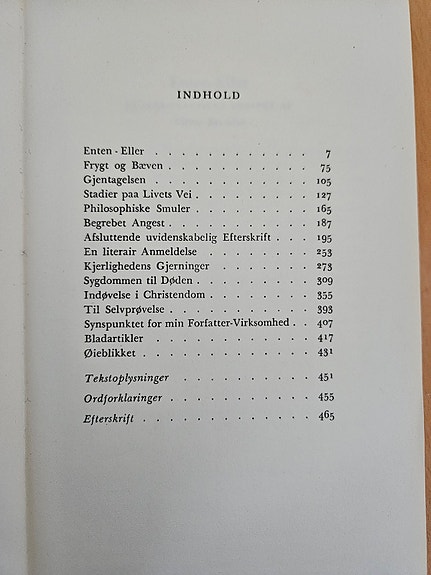 INDHOLD
Enten - Eller . . . . . . . . . . . . 7
Frygt og Bæven . . . . . . . . . . . 75
Gjentagelsen . . . . . . . . . . . . 105
Stadier paa Livets Vei . . . . . . . . . 127
Philosophiske Smuler . . . . . . . . . 165
Begrebet Angest . . . . . . . . . . . 187
Afsluttende uvidenskabelig Efterskrift . . . 195
En literair Anmeldelse . . . . . . . . . 253
Kjerlighedens Gjerninger . . . . . . . . 273
Sygdommen til Døden . . . . . . . . . 309
Indøvelse i Christendom . . . . . . . . 355
Til Selvprøvelse . . . . . . . . . . . 393
Synspunktet for min Forfatter-Virksomhed . . 407
Bladartikler . . . . . . . . . . . . 417
Øieblikket . . . . . . . . . . . . . 431
Tekstoplysninger . . . . . . . . . . 451
Ordforklaringer . . . . . . . . . . . 455
Efterskrift . . . . . . . . . . . . . 465